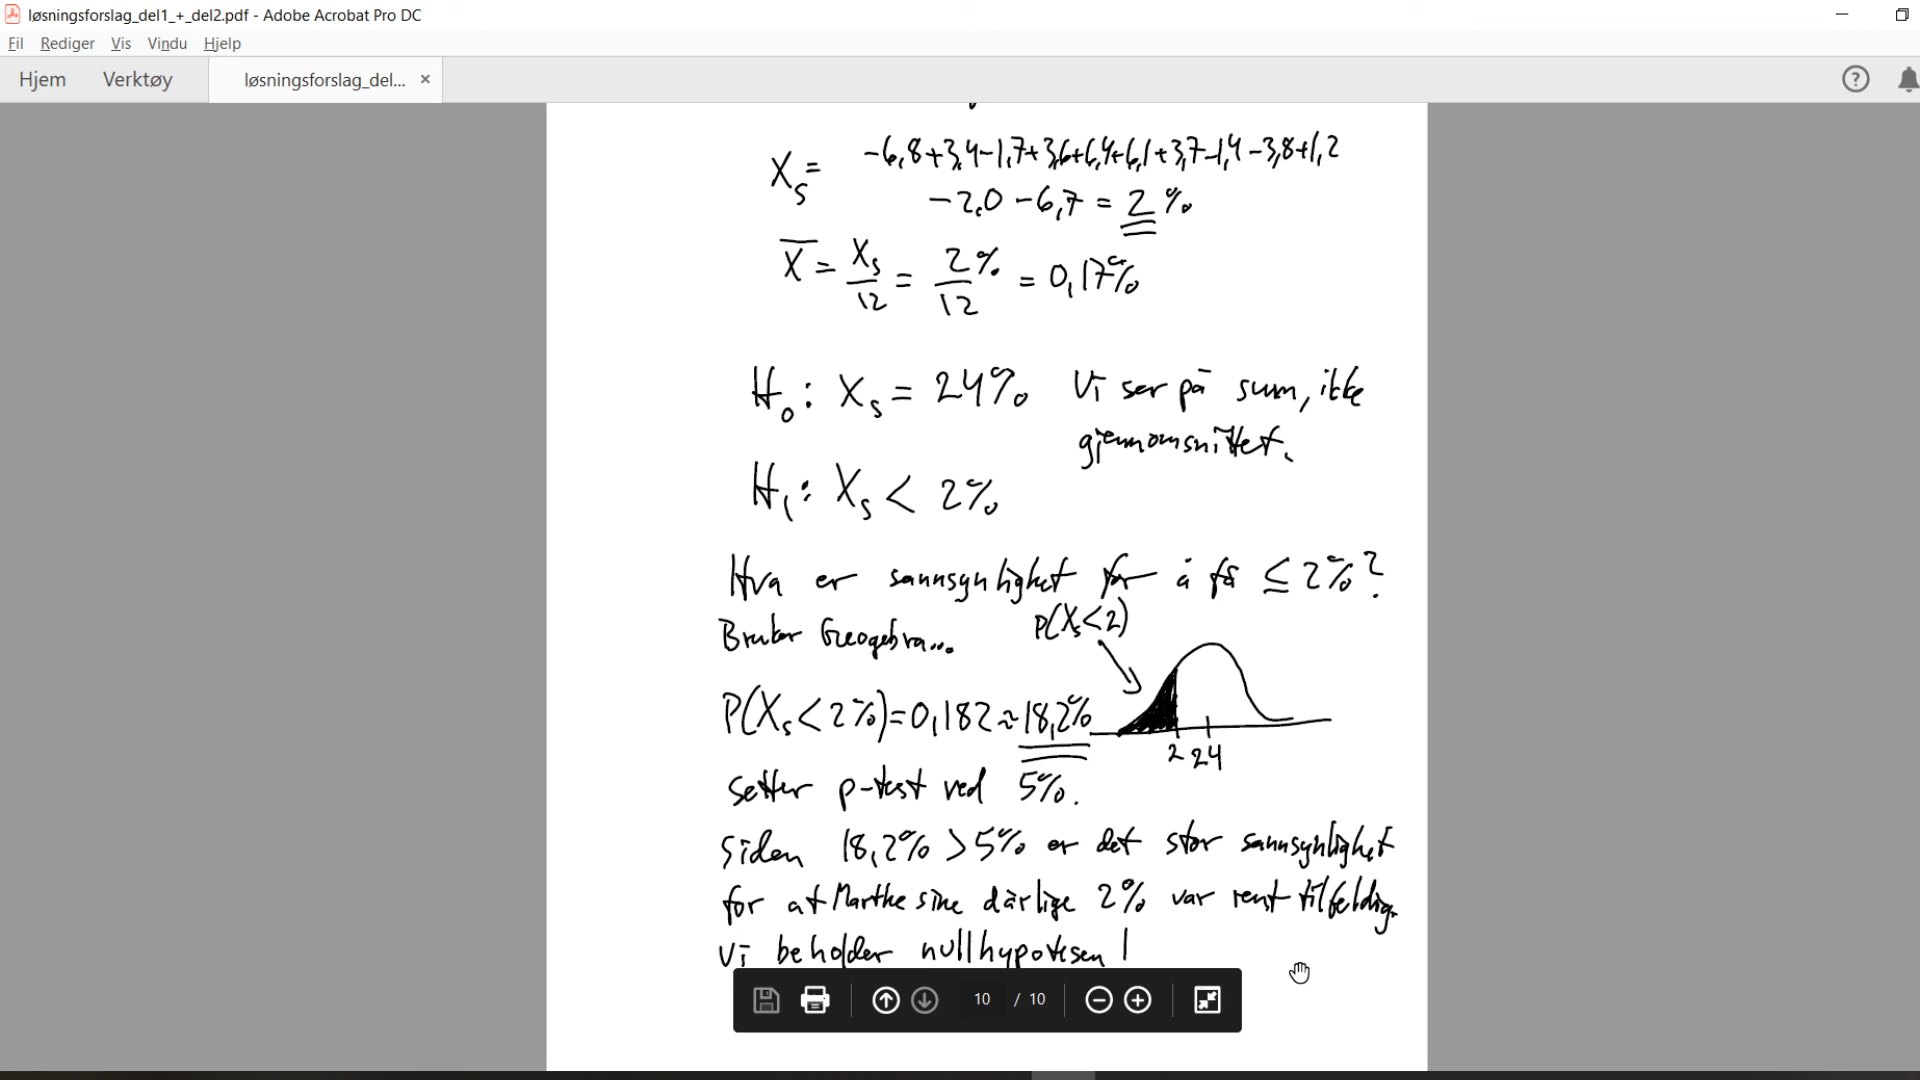 løsningsforslag_del1_+_del2.pdf - Adobe Acrobat Pro DC
Fil Rediger Vis Vindu Hjelp
Hjem Verktøy løsningsforslag_del... ×
X_s = -6,8+3,4-1,7+3,6+6,4+6,1+3,7-1,4-3,8+1,2
-2,0 -6,7 = 2 %
X̅ = X_s/12 = 2%/12 = 0,17%
H_0: X_s = 24% Vi ser på sum, ikke
gjennomsnittet.
H_1: X_s < 2%
Hva er sannsynlighet for å få ≤ 2%?
Bruker Geogebra...
P(X_s<2)
P(X_s < 2%) = 0,182 ≈ 18,2%
2 24
Setter p-test ved 5%.
Siden 18,2% > 5% er det stor sannsynlighet
for at Marthe sine dårlige 2% var rent tilfeldig.
Vi beholder nullhypotesen!
10 / 10